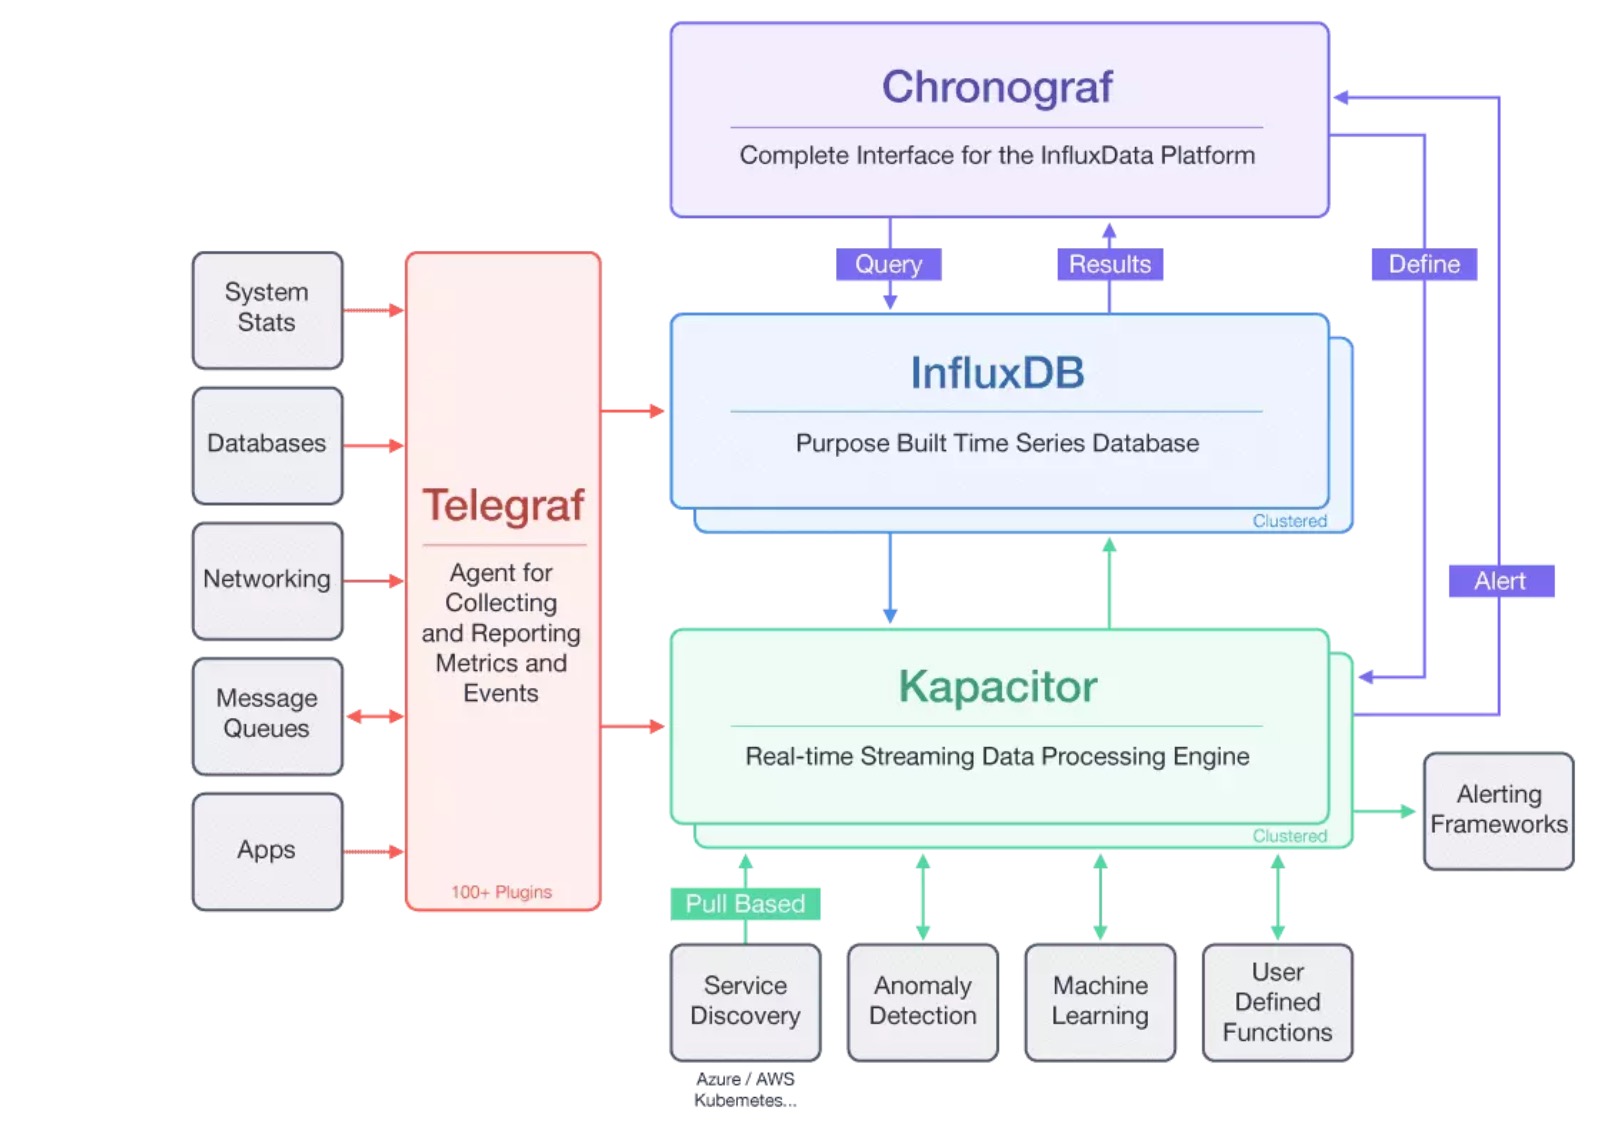 Chronograf
Complete Interface for the InfluxData Platform
Query
Results
Define
System
Stats
Databases
Networking
Message
Queues
Apps
Telegraf
Agent for
Collecting
and Reporting
Metrics and
Events
100+ Plugins
InfluxDB
Purpose Built Time Series Database
Clustered
Alert
Kapacitor
Real-time Streaming Data Processing Engine
Clustered
Alerting
Frameworks
Pull Based
Service
Discovery
Azure / AWS
Kubemetes...
Anomaly
Detection
Machine
Learning
User
Defined
Functions